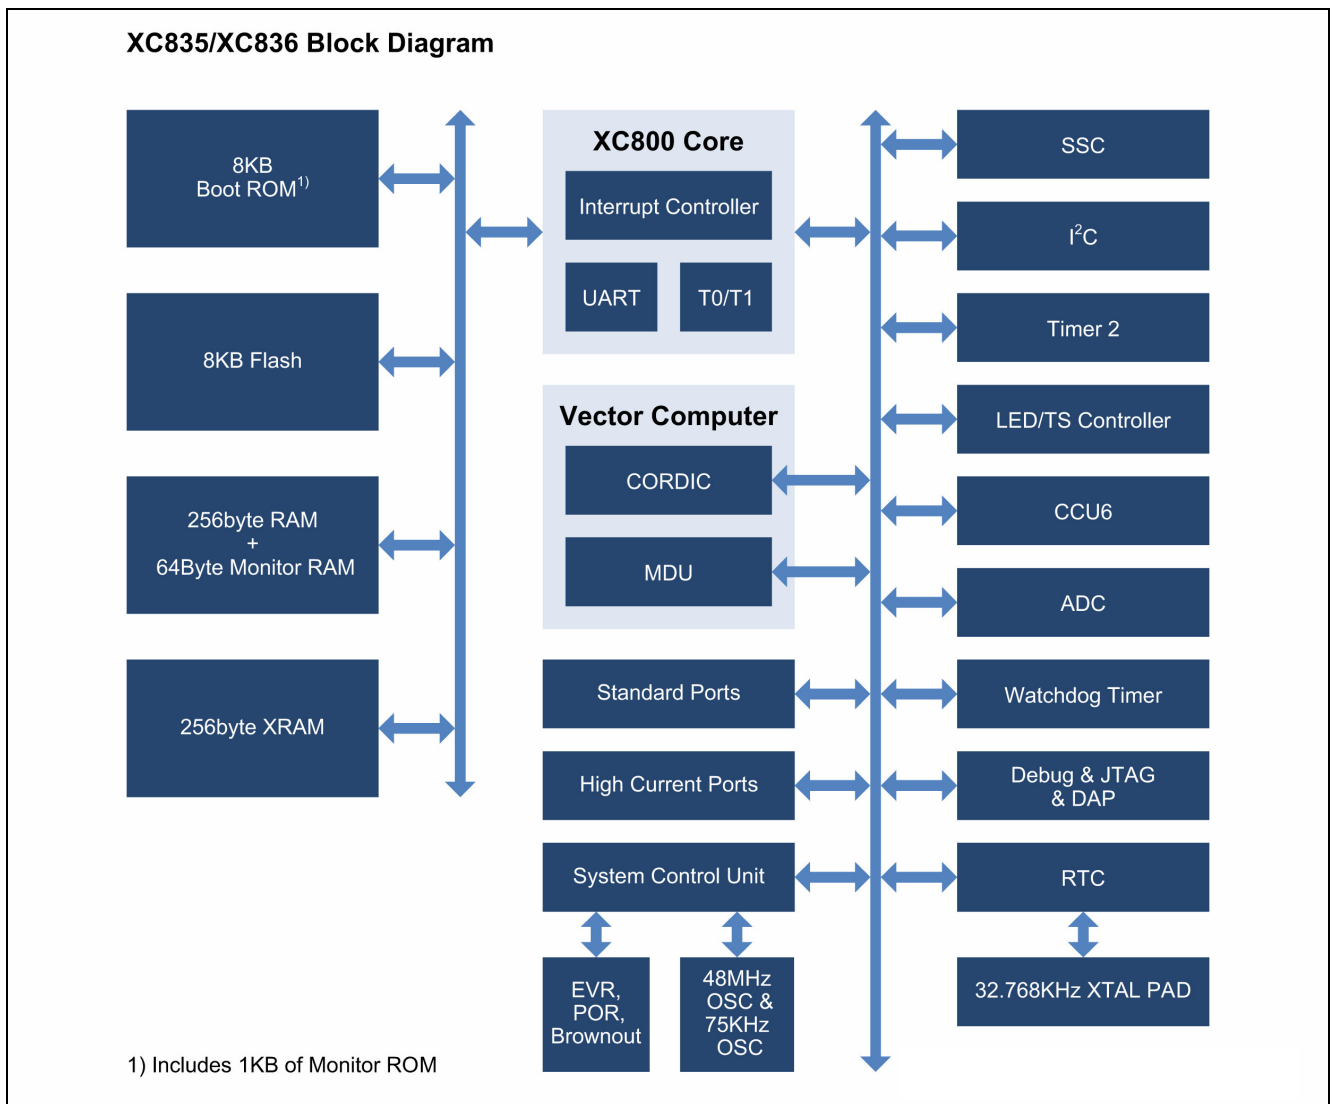 XC835/XC836 Block Diagram
8KB
Boot ROM1)
8KB Flash
256byte RAM
+
64Byte Monitor RAM
256byte XRAM
XC800 Core
Interrupt Controller
UART
T0/T1
Vector Computer
CORDIC
MDU
Standard Ports
High Current Ports
System Control Unit
EVR,
POR,
Brownout
48MHz
OSC &
75KHz
OSC
SSC
I2C
Timer 2
LED/TS Controller
CCU6
ADC
Watchdog Timer
Debug & JTAG
& DAP
RTC
32.768KHz XTAL PAD
1) Includes 1KB of Monitor ROM